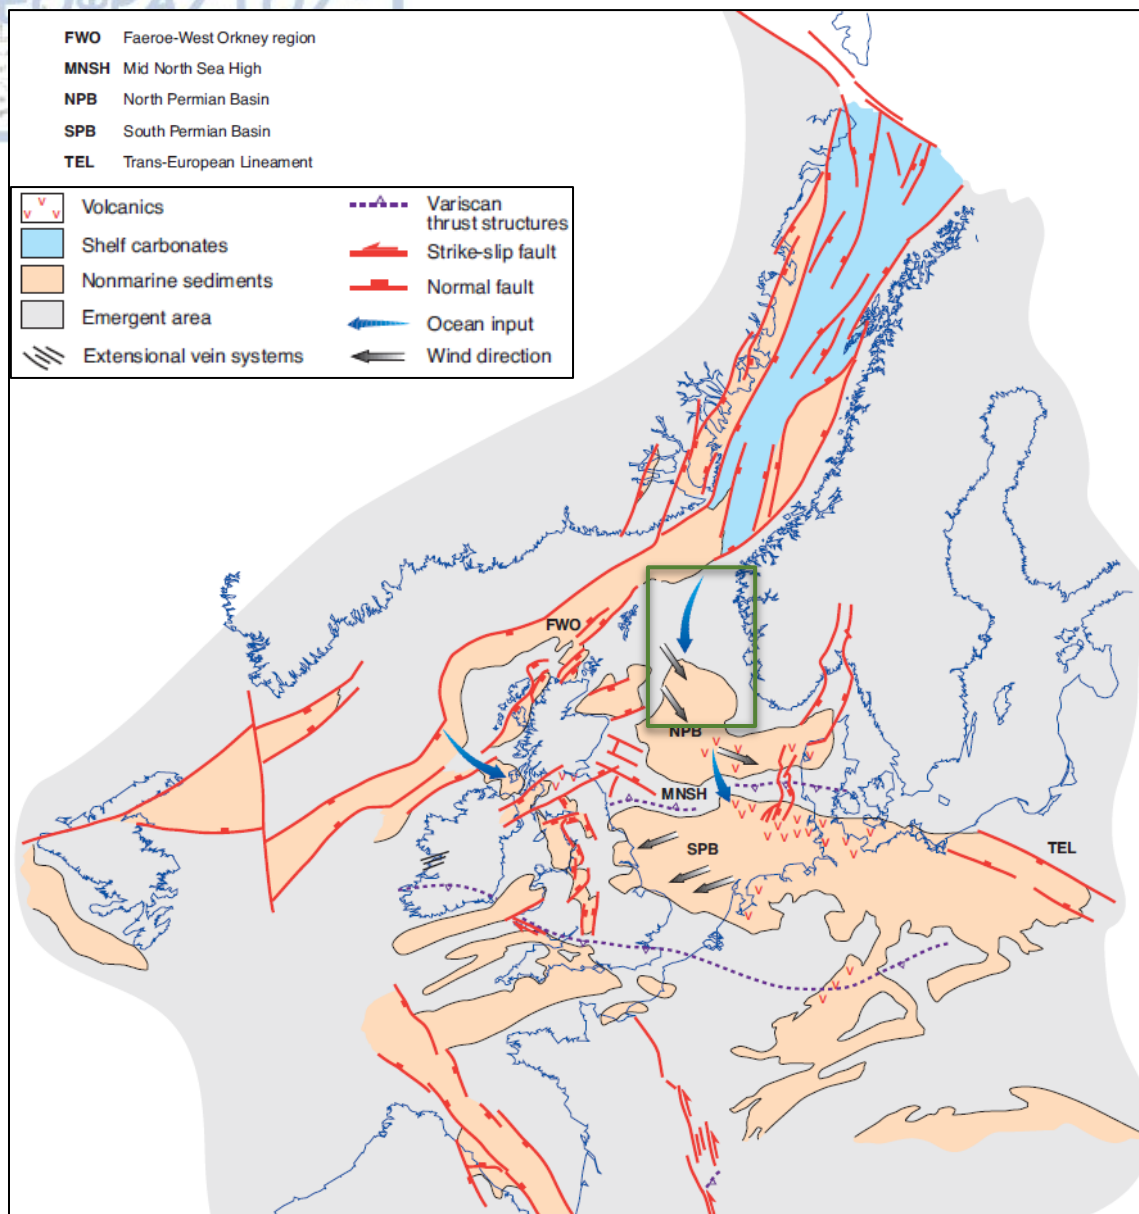 FWO Faeroe-West Orkney region
MNSH Mid North Sea High
NPB North Permian Basin
SPB South Permian Basin
TEL Trans-European Lineament
Volcanics
Shelf carbonates
Nonmarine sediments
Emergent area
Extensional vein systems
Variscan
thrust structures
Strike-slip fault
Normal fault
Ocean input
Wind direction
FWO
NPB
MNSH
SPB
TEL